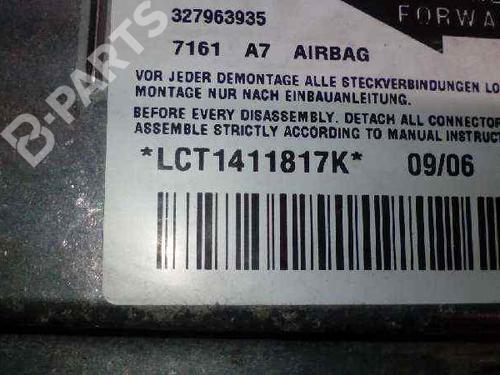 FORWA
327963935
7161 A7 AIRBAG
VOR JEDER DEMONTAGE ALLE STECKVERBINDUNGEN LO
MONTAGE NUR NACH EINBAUANLEITUNG.
BEFORE EVERY DISASSEMBLY. DETACH ALL CONNECTOR
ASSEMBLE STRICTLY ACCORDING TO MANUAL INSTRUCT
*LCT1411817K* 09/06
B-PARTS